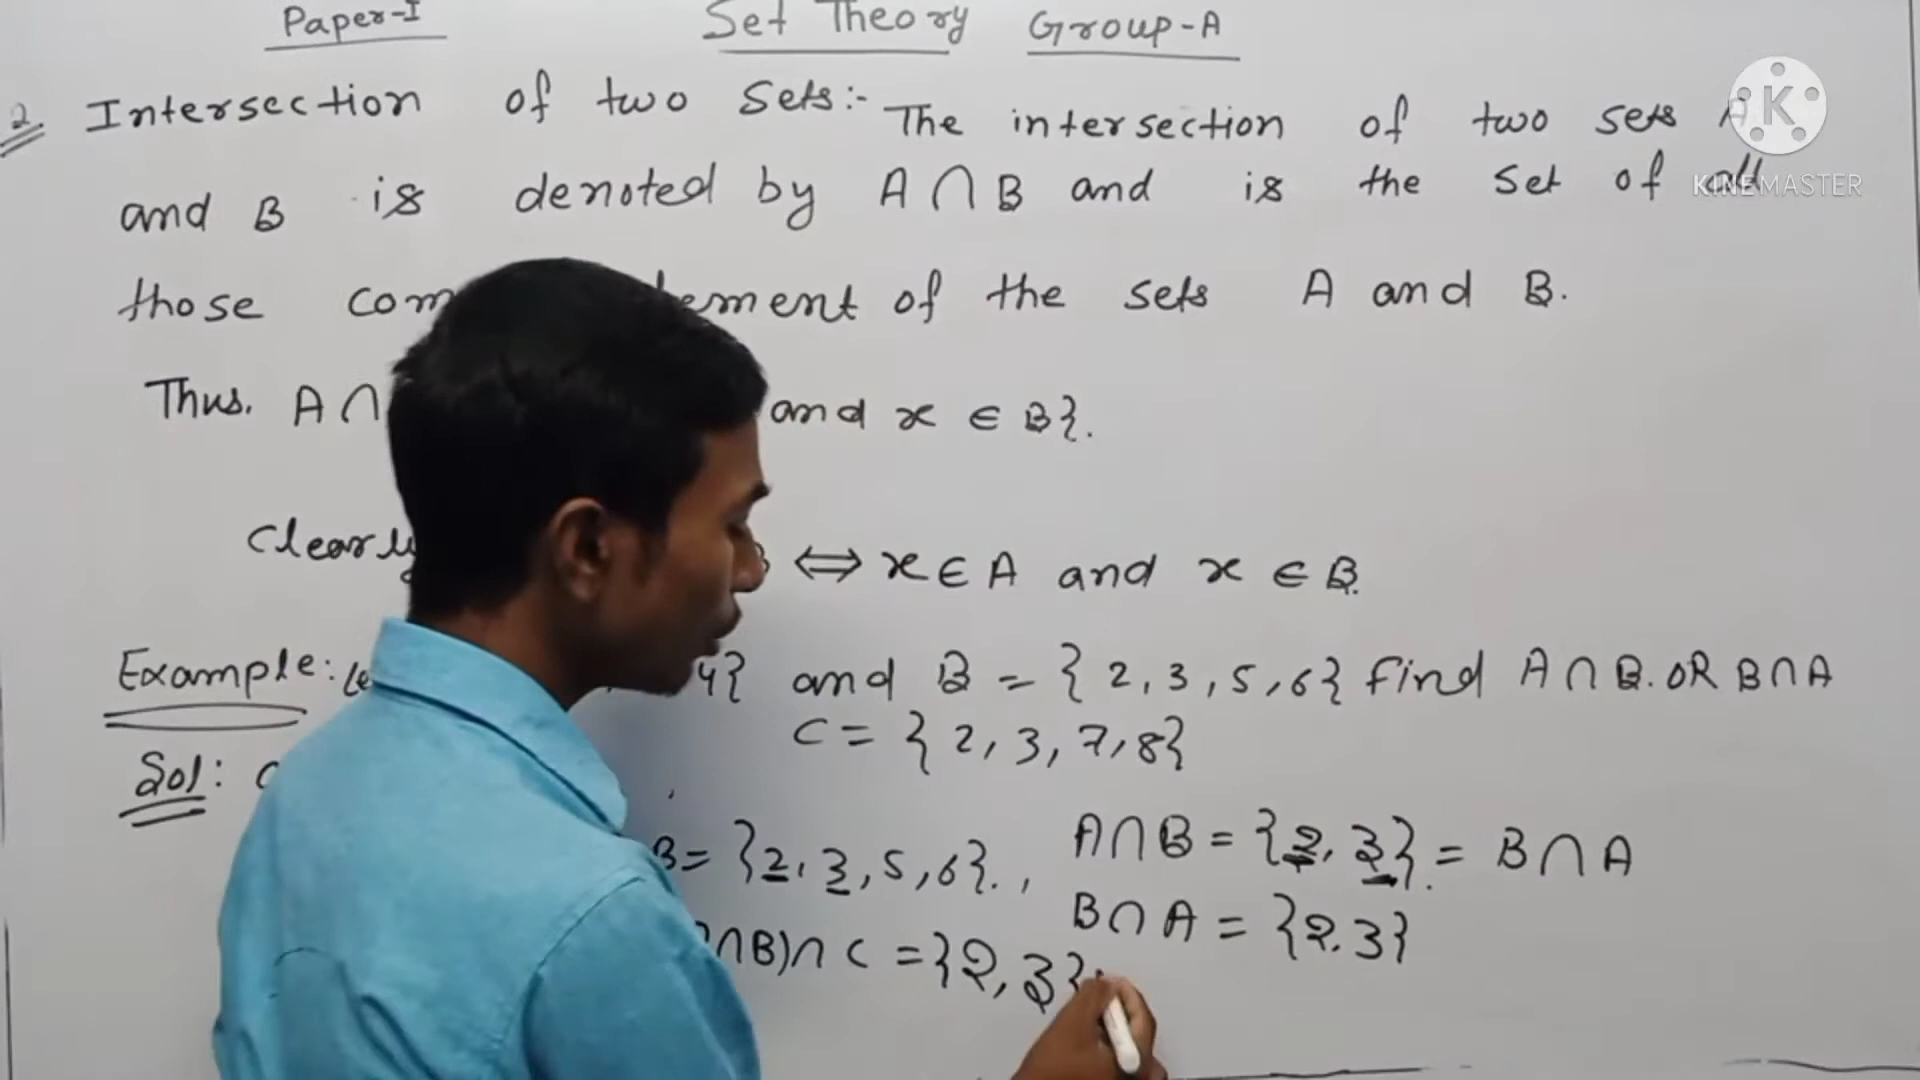 Paper-I Set Theory Group-A
2. Intersection of two Sets:- The intersection of two sets A
and B is denoted by A ∩ B and is the set of all
those element of the sets A and B.
Thus. A ∩ and x ∈ B}.
Clearly ⇔ x ∈ A and x ∈ B.
Example: 4} and B = { 2, 3, 5, 6} Find A ∩ B. OR B ∩ A
C = { 2, 3, 7, 8}
Sol:
B = {2, 3, 5, 6}. , A ∩ B = {2, 3}. = B ∩ A
B ∩ A = {2.3}
∩ B) ∩ C = {2, 3}
K
KINEMASTER